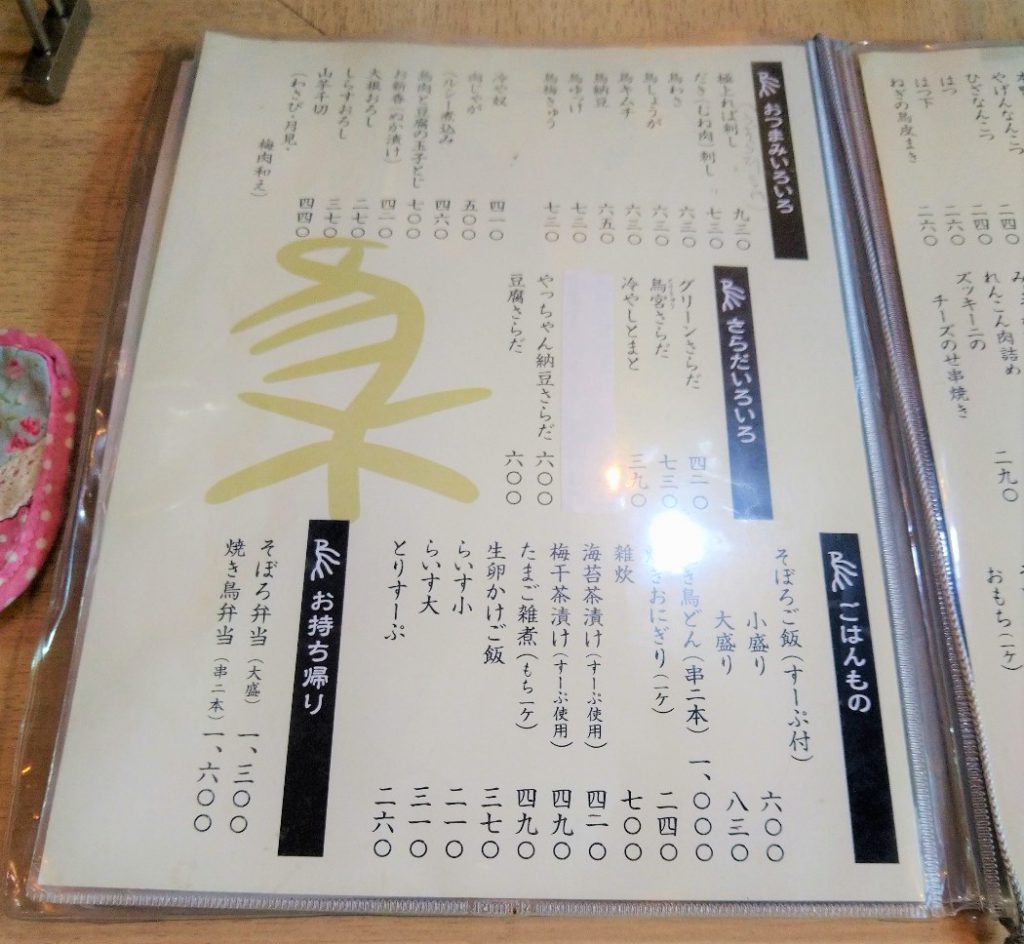 おつまみいろいろ
極上ればー刺し 九三〇
ださき(むね肉)刺し 七三〇
鳥わさ 六三〇
鳥しょうが 六三〇
鳥キムチ 六三〇
鳥納豆 六五〇
鳥ゆっけ 七三〇
鳥梅きゅう 七三〇
冷や奴 四一〇
肉じゃが 五〇〇
ヘルシー煮込み 四六〇
鳥肉と豆腐の玉子とじ 七〇〇
お新香(ぬか漬け) 四二〇
大根おろし 二七〇
しらすおろし 三七〇
山芋千切 四四〇
(わさび・月見・
梅肉和え)
さらだいろいろ
グリーンさらだ 四二〇
鳥宮さらだ 七三〇
冷やしとまと 三九〇
やっちゃん納豆さらだ 六〇〇
豆腐さらだ 六〇〇
ごはんもの
そぼろご飯(すーぷ付)
小盛り 六〇〇
大盛り 八三〇
き鳥どん(串二本) 一、〇〇〇
おにぎり(一ケ) 二四〇
雑炊 七〇〇
海苔茶漬け(すーぷ使用) 四二〇
梅干茶漬け(すーぷ使用) 四九〇
たまご雑煮(もち一ケ) 四九〇
生卵かけご飯 三七〇
らいす小 二一〇
らいす大 三一〇
とりすーぷ 二六〇
お持ち帰り
そぼろ弁当(大盛) 一、三〇〇
焼き鳥弁当(串二本) 一、六〇〇
やげんなんこつ
ひざなんこつ 二四〇
はつ 二四〇
はつ下 二六〇
ねぎの鳥皮まき 二六〇
れんこん肉詰め
ズッキーニの
チーズのせ串焼き
二九〇
おもち(一ケ)